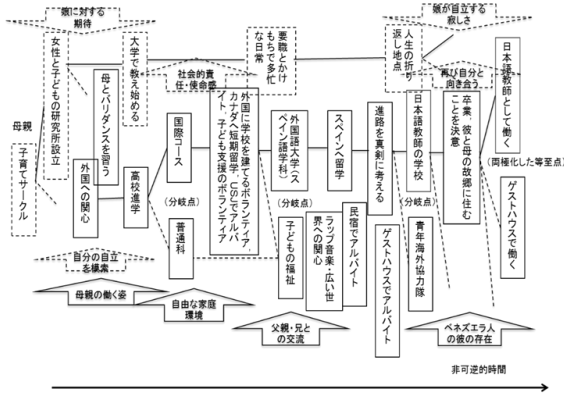 娘に対する
期待
娘が自立する
寂しさ
母親
子育てサークル
女性と子どもの研究所設立
大学で教え始める
社会的責
任・使命感
要職とかけ
もちで多忙
な日常
人生の折り
返し地点
再び自分と
向き合う
日本語教師として働く
外国への関心
母とバリダンスを習う
高校進学
国際コース
(分岐点)
普通科
外国に学校を建てるボランティア、
カナダへ短期留学、USJでアルバ
イト、子ども支援のボランティア
外国語大学(ス
ペイン語学科)
(分岐点)
子どもの福祉
スペインへ留学
ラップ音楽・広い世
界への関心
民宿でアルバイト
進路を真剣に考える
ゲストハウスでアルバイト
日本語教師の学校
(分岐点)
青年海外協力隊
卒業、彼と母の故郷に住む
ことを決意
(両極化した等至点)
ゲストハウスで働く
自分の自立
を模索
母親の働く姿
自由な家庭
環境
父親・兄と
の交流
ベネズエラ人
の彼の存在
非可逆的時間